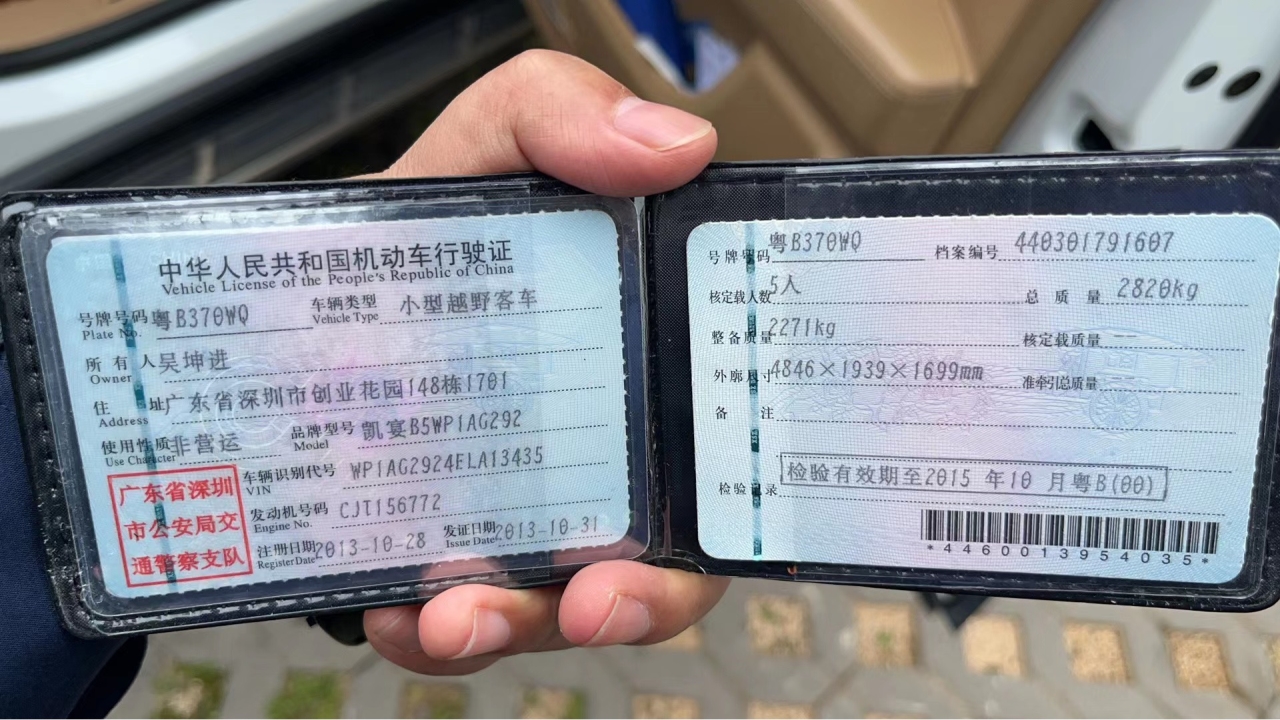 中华人民共和国机动车行驶证
Vehicle License of the People's Republic of China
号牌号码 粤B370WQ 车辆类型 小型越野客车
Plate No. Vehicle Type
所有人 吴坤进
Owner
住址 广东省深圳市创业花园148栋1701
Address
使用性质 非营运 品牌型号 凯宴B5WP1AG292
Use Character Model
广东省深圳
市公安局交
通警察支队
车辆识别代号 WP1AG2924ELA13435
VIN
发动机号码 CJT156772
Engine No.
注册日期 2013-10-28 发证日期 2013-10-31
RegisterDate Issue Date
号牌号码 粤B370WQ 档案编号 440301791607
核定载人数 5人 总质量 2820kg
整备质量 2271kg 核定载质量 --
外廓尺寸 4846×1939×1699mm 准牵引总质量 --
备注
检验记录 检验有效期至2015 年10 月粤B(00)
*4460013954035*